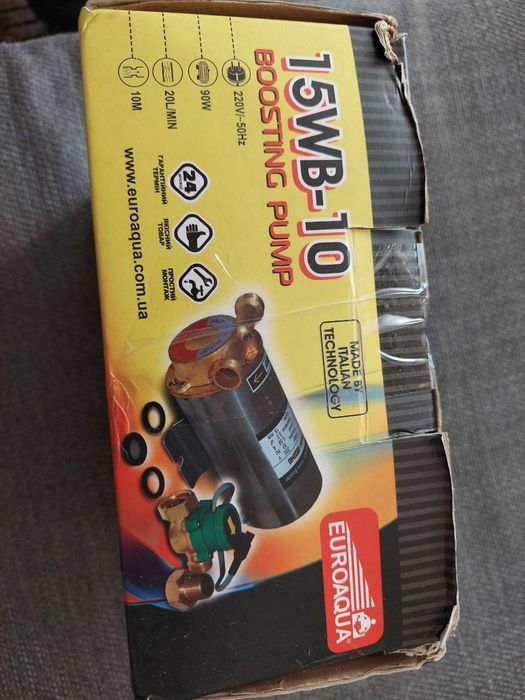 15WB-10
BOOSTING PUMP
220V/~50Hz
90W
20L/MIN
10M
24
ГАРАНТІЙНИЙ
ТЕРМІН
ЯКІСНИЙ
ТОВАР
ПРОСТИЙ
МОНТАЖ
www.euroaqua.com.ua
MADE BY
ITALIAN
TECHNOLOGY
EUROAQUA®